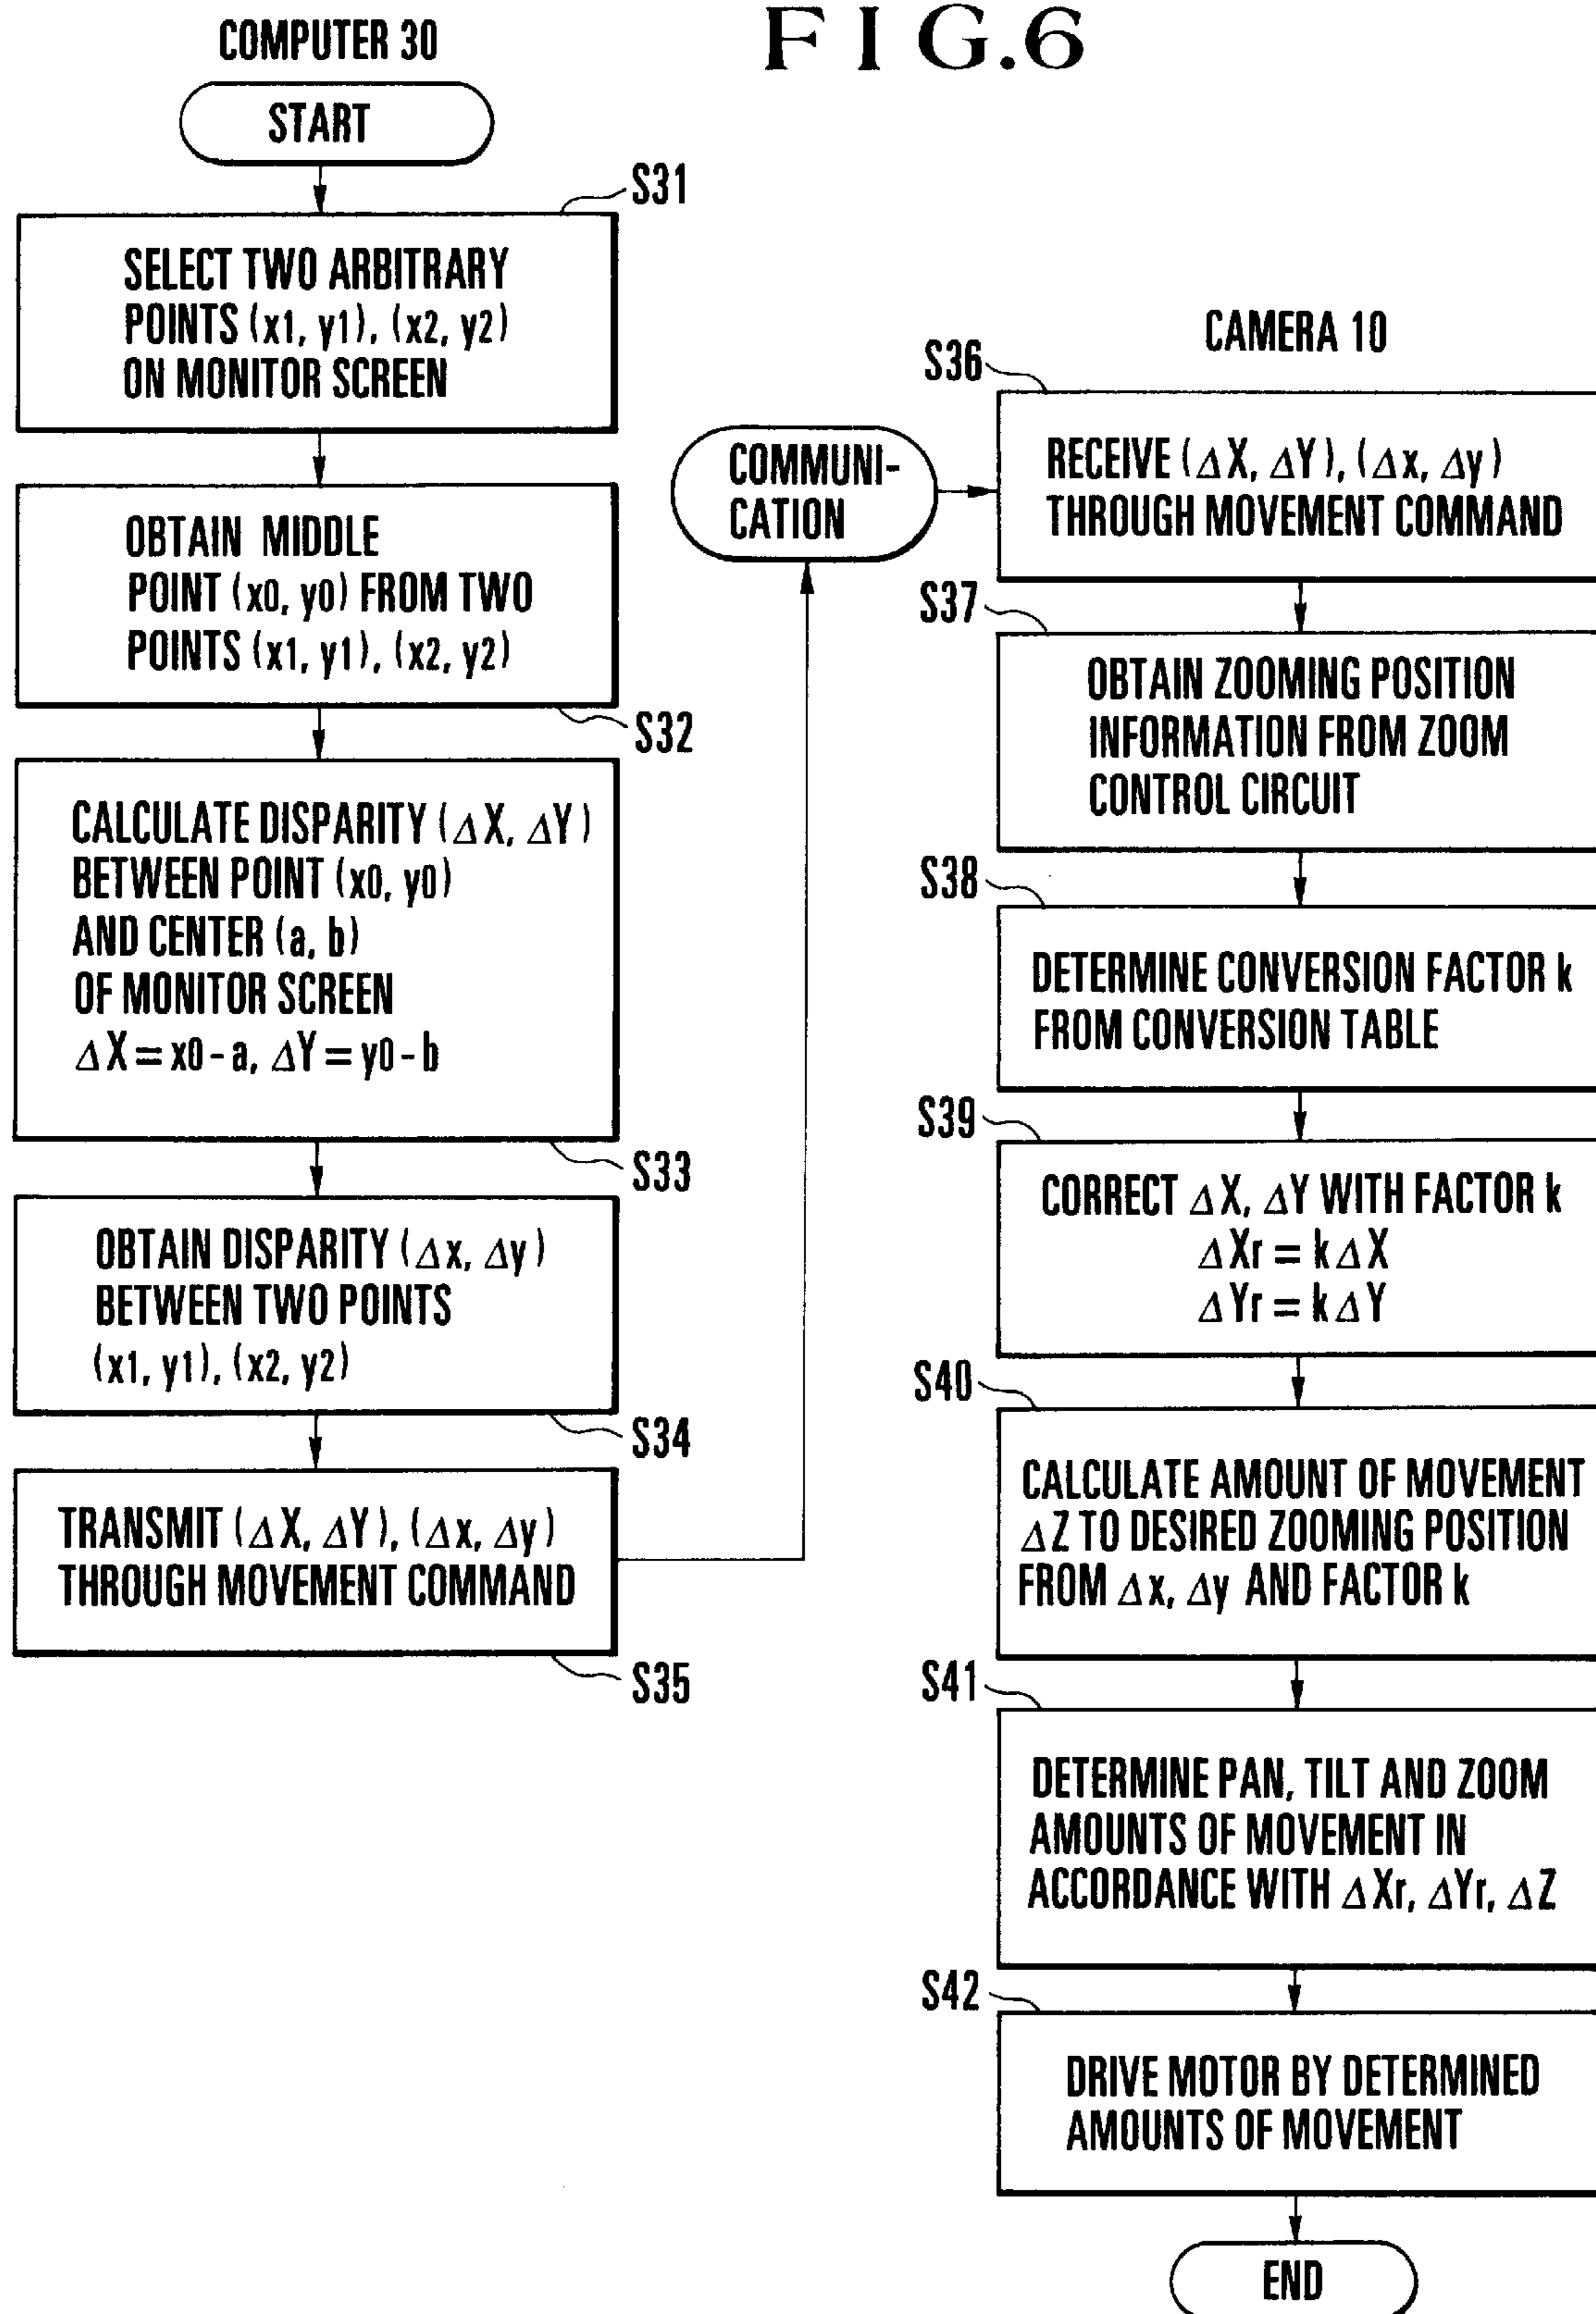 FIG.6
COMPUTER 30
START
S31
SELECT TWO ARBITRARY
POINTS (x1, y1), (x2, y2)
ON MONITOR SCREEN
OBTAIN MIDDLE
POINT (x0, y0) FROM TWO
POINTS (x1, y1), (x2, y2)
S32
CALCULATE DISPARITY (ΔX, ΔY)
BETWEEN POINT (x0, y0)
AND CENTER (a, b)
OF MONITOR SCREEN
ΔX = x0 - a, ΔY = y0 - b
S33
OBTAIN DISPARITY (Δx, Δy)
BETWEEN TWO POINTS
(x1, y1), (x2, y2)
S34
TRANSMIT (ΔX, ΔY), (Δx, Δy)
THROUGH MOVEMENT COMMAND
S35
COMMUNI-
CATION
CAMERA 10
S36
RECEIVE (ΔX, ΔY), (Δx, Δy)
THROUGH MOVEMENT COMMAND
S37
OBTAIN ZOOMING POSITION
INFORMATION FROM ZOOM
CONTROL CIRCUIT
S38
DETERMINE CONVERSION FACTOR k
FROM CONVERSION TABLE
S39
CORRECT ΔX, ΔY WITH FACTOR k
ΔXr = kΔX
ΔYr = kΔY
S40
CALCULATE AMOUNT OF MOVEMENT
ΔZ TO DESIRED ZOOMING POSITION
FROM Δx, Δy AND FACTOR k
S41
DETERMINE PAN, TILT AND ZOOM
AMOUNTS OF MOVEMENT IN
ACCORDANCE WITH ΔXr, ΔYr, ΔZ
S42
DRIVE MOTOR BY DETERMINED
AMOUNTS OF MOVEMENT
END